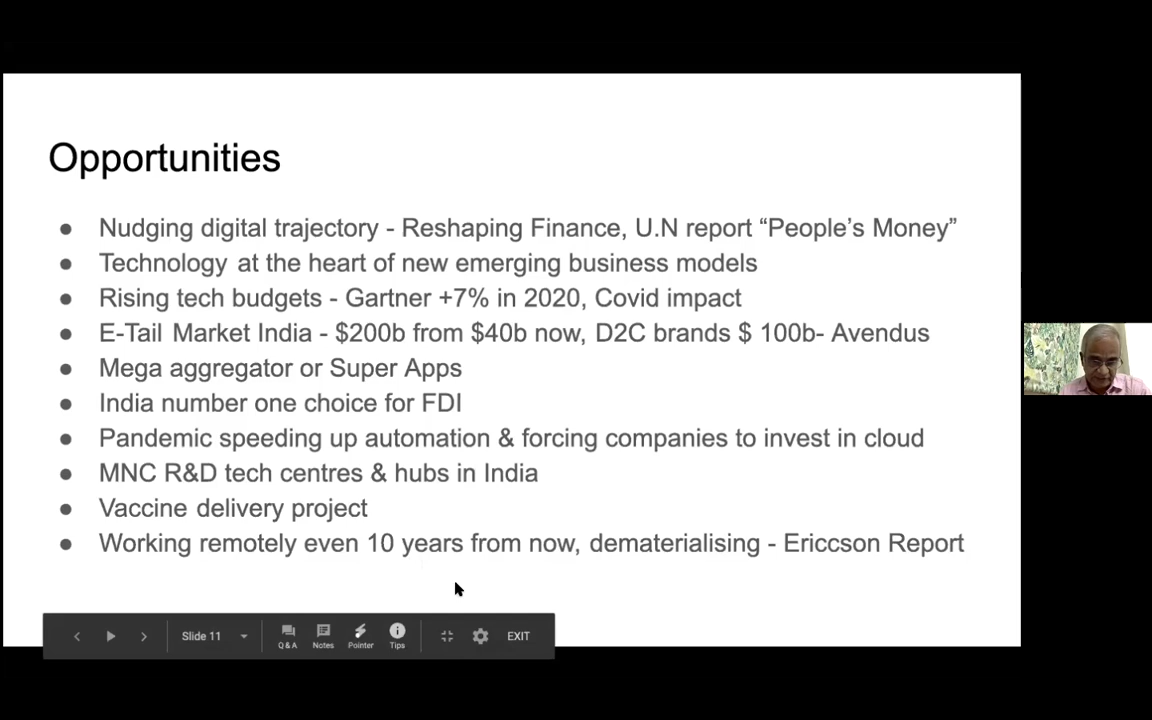 Opportunities
● Nudging digital trajectory - Reshaping Finance, U.N report “People’s Money”
● Technology at the heart of new emerging business models
● Rising tech budgets - Gartner +7% in 2020, Covid impact
● E-Tail Market India - $200b from $40b now, D2C brands $ 100b- Avendus
● Mega aggregator or Super Apps
● India number one choice for FDI
● Pandemic speeding up automation & forcing companies to invest in cloud
● MNC R&D tech centres & hubs in India
● Vaccine delivery project
● Working remotely even 10 years from now, dematerialising - Ericcson Report
Slide 11 Q&A Notes Pointer Tips EXIT